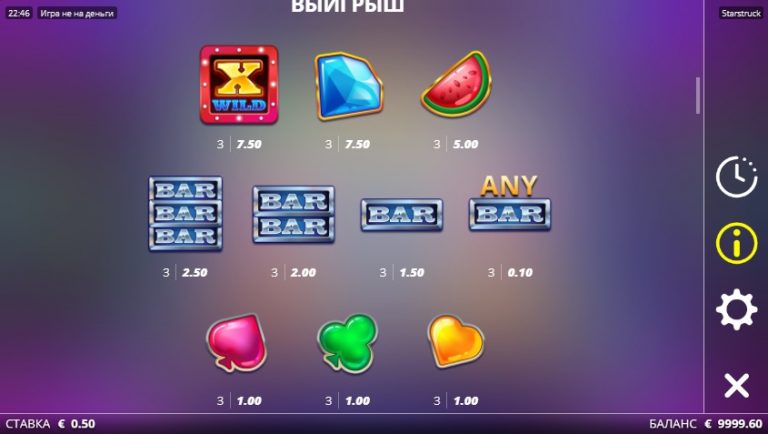 ВЫИГРЫШ
22:46 Игра не на деньги Starstruck
X
WILD
3 7.50 3 7.50 3 5.00
BAR
BAR
BAR
BAR
BAR
BAR
ANY
BAR
3 2.50 3 2.00 3 1.50 3 0.10
3 1.00 3 1.00 3 1.00
СТАВКА € 0.50 БАЛАНС € 9999.60